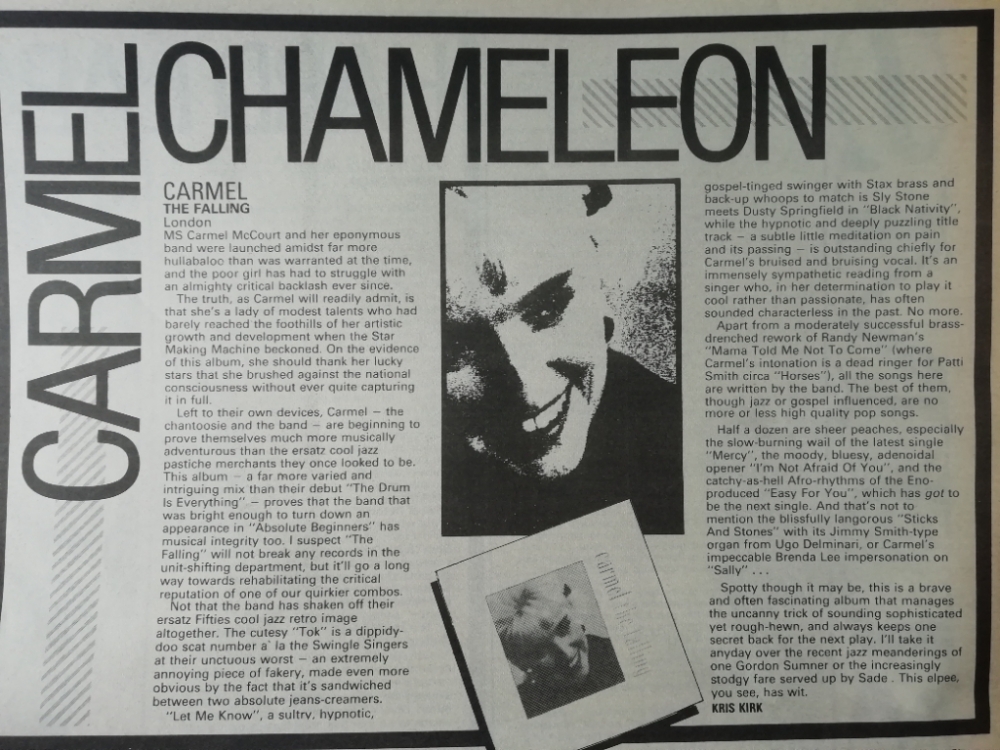 CARMEL
CHAMELEON
CARMEL
THE FALLING
London
MS Carmel McCourt and her eponymous
band were launched amidst far more
hullabaloo than was warranted at the time,
and the poor girl has had to struggle with
an almighty critical backlash ever since.
The truth, as Carmel will readily admit, is
that she's a lady of modest talents who had
barely reached the foothills of her artistic
growth and development when the Star
Making Machine beckoned. On the evidence
of this album, she should thank her lucky
stars that she brushed against the national
consciousness without ever quite capturing
it in full.
Left to their own devices, Carmel – the
chantoosie and the band – are beginning to
prove themselves much more musically
adventurous than the ersatz cool jazz
pastiche merchants they once looked to be.
This album – a far more varied and
intriguing mix than their debut "The Drum
Is Everything" – proves that the band that
was bright enough to turn down an
appearance in "Absolute Beginners" has
musical integrity too. I suspect "The
Falling" will not break any records in the
unit-shifting department, but it'll go a long
way towards rehabilitating the critical
reputation of one of our quirkier combos.
Not that the band has shaken off their
ersatz Fifties cool jazz retro image
altogether. The cutesy "Tok" is a dippidy-
doo scat number a` la the Swingle Singers
at their unctuous worst – an extremely
annoying piece of fakery, made even more
obvious by the fact that it's sandwiched
between two absolute jeans-creamers.
"Let Me Know", a sultry, hypnotic,
gospel-tinged swinger with Stax brass and
back-up whoops to match is Sly Stone
meets Dusty Springfield in "Black Nativity",
while the hypnotic and deeply puzzling title
track – a subtle little meditation on pain
and its passing – is outstanding chiefly for
Carmel's bruised and bruising vocal. It's an
immensely sympathetic reading from a
singer who, in her determination to play it
cool rather than passionate, has often
sounded characterless in the past. No more.
Apart from a moderately successful brass-
drenched rework of Randy Newman's
"Mama Told Me Not To Come" (where
Carmel's intonation is a dead ringer for Patti
Smith circa "Horses"), all the songs here
are written by the band. The best of them,
though jazz or gospel influenced, are no
more or less high quality pop songs.
Half a dozen are sheer peaches, especially
the slow-burning wail of the latest single
"Mercy", the moody, bluesy, adenoidal
opener "I'm Not Afraid Of You", and the
catchy-as-hell Afro-rhythms of the Eno-
produced "Easy For You", which has got to
be the next single. And that's not to
mention the blissfully langorous "Sticks
And Stones" with its Jimmy Smith-type
organ from Ugo Delminari, or Carmel's
impeccable Brenda Lee impersonation on
"Sally" . . .
Spotty though it may be, this is a brave
and often fascinating album that manages
the uncanny trick of sounding sophisticated
yet rough-hewn, and always keeps one
secret back for the next play. I'll take it
anyday over the recent jazz meanderings of
one Gordon Sumner or the increasingly
stodgy fare served up by Sade . This elpee,
you see, has wit.
KRIS KIRK
carmel the falling